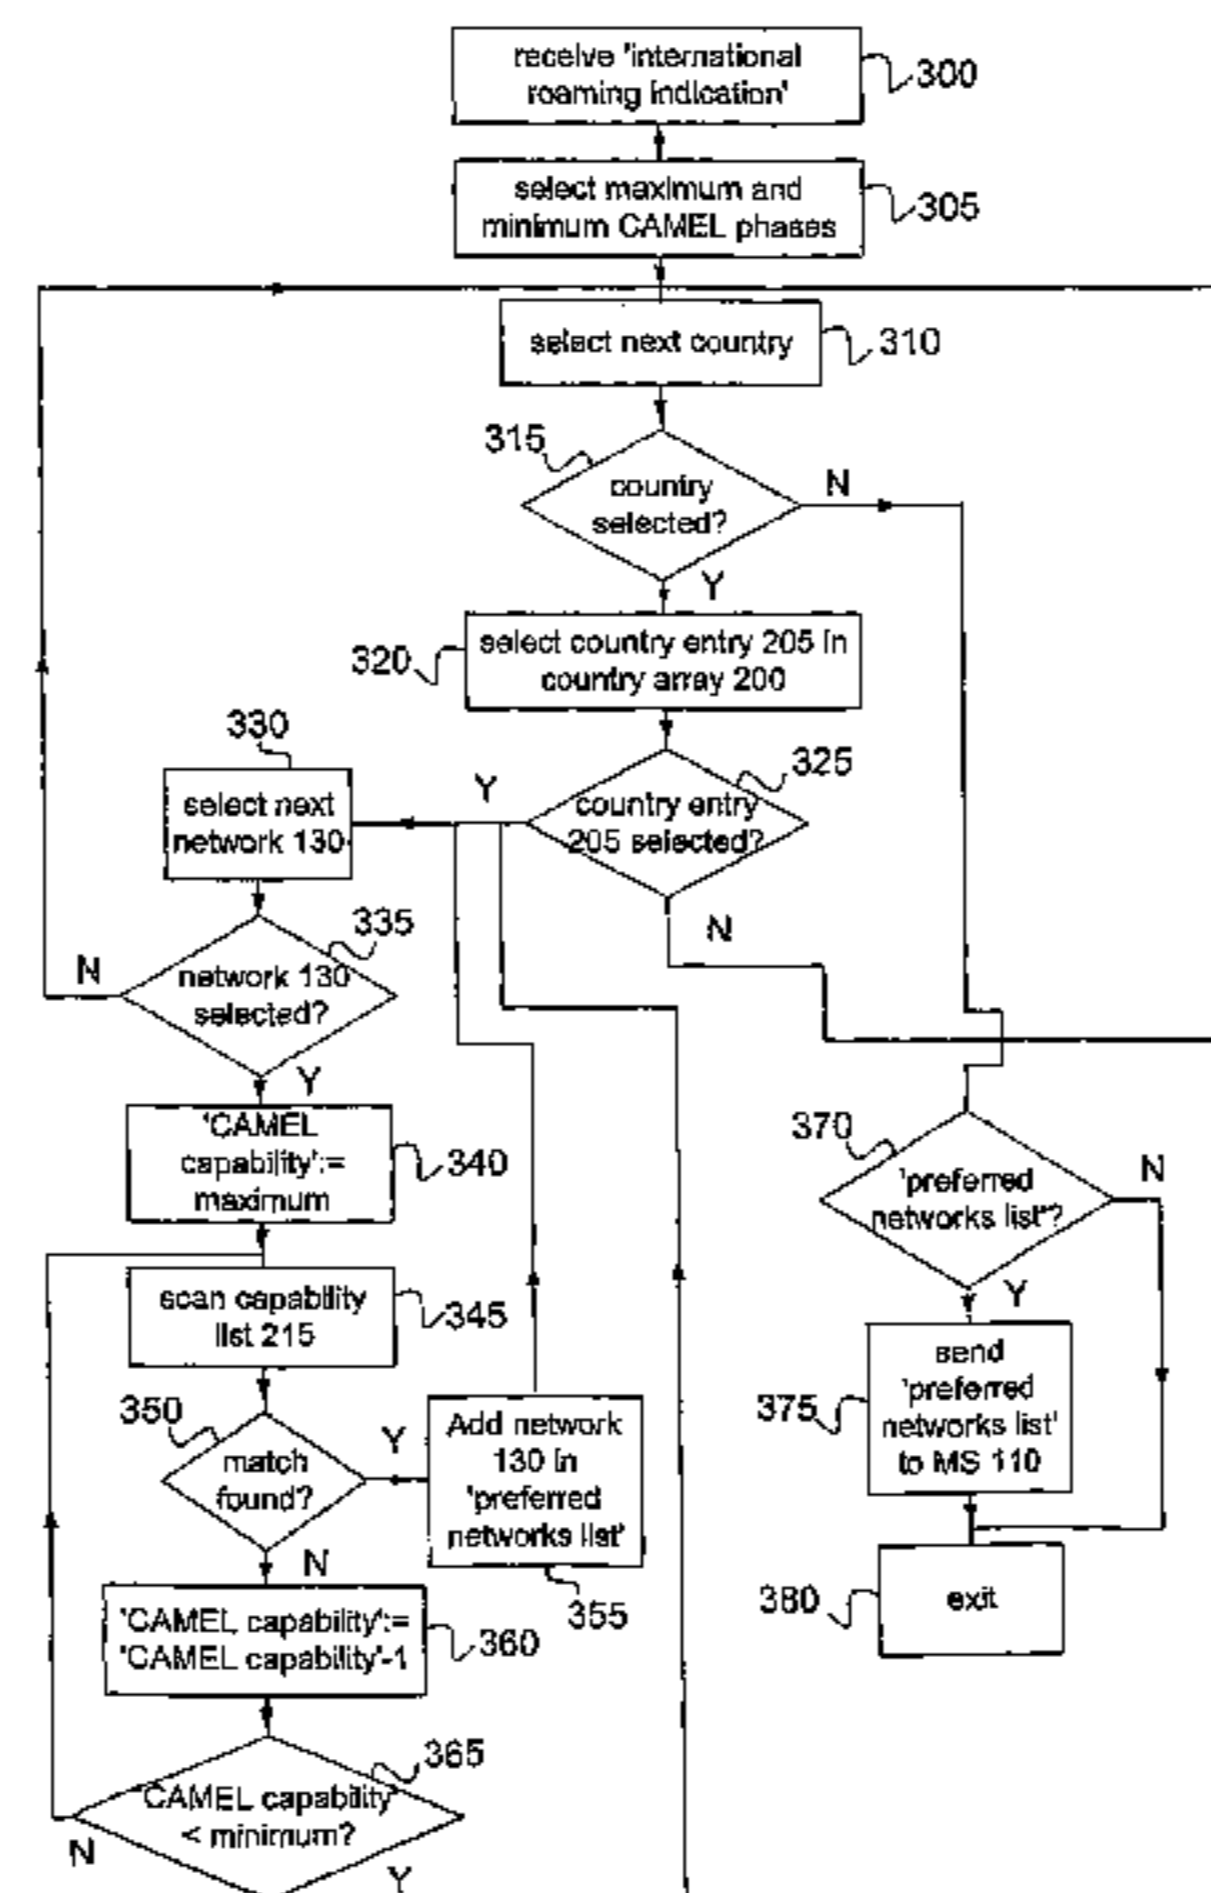 receive 'international
roaming indication'
300
select maximum and
minimum CAMEL phases
305
select next country
310
315
country
selected?
N
Y
select country entry 205 in
country array 200
320
330
325
select next
network 130
Y
country entry
205 selected?
335
N
network 130
selected?
N
Y
'CAMEL
capability':=
maximum
340
370
'preferred
networks list'?
N
scan capability
list 215
345
Y
send
'preferred
networks list'
to MS 110
375
350
match
found?
Y
Add network
130 in
'preferred
networks list'
355
N
'CAMEL capability':=
'CAMEL capability'-1
360
exit
380
365
'CAMEL capability'
< minimum?
N
Y